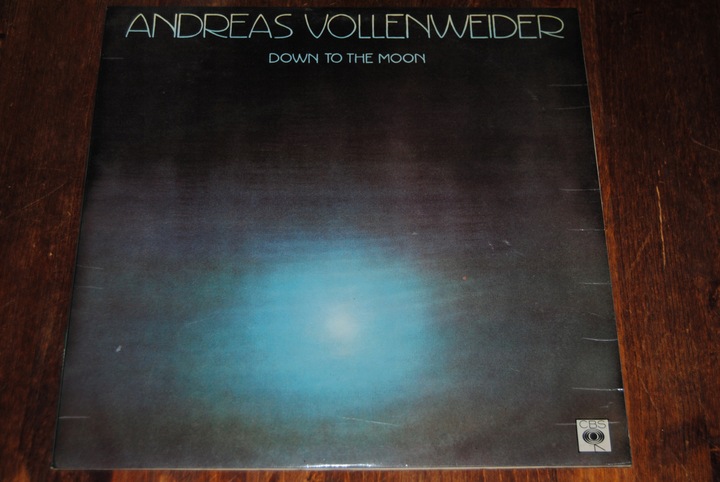 ANDREAS VOLLENWEIDER
DOWN TO THE MOON
CBS